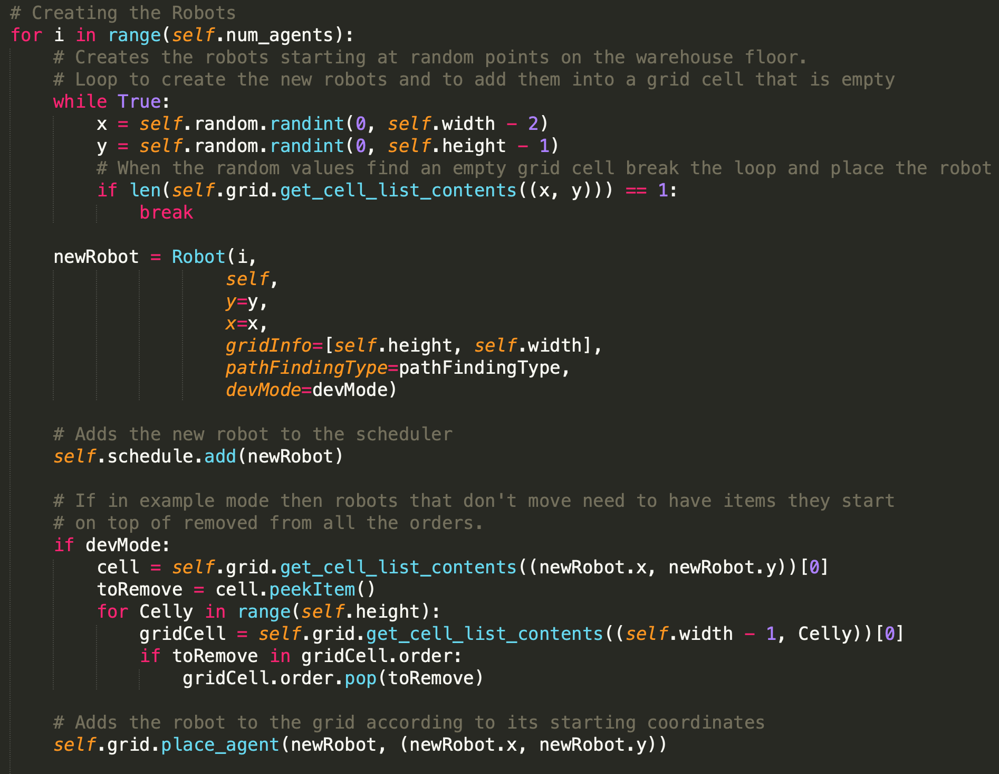 # Creating the Robots
for i in range(self.num_agents):
    # Creates the robots starting at random points on the warehouse floor.
    # Loop to create the new robots and to add them into a grid cell that is empty
    while True:
        x = self.random.randint(0, self.width - 2)
        y = self.random.randint(0, self.height - 1)
        # When the random values find an empty grid cell break the loop and place the robot
        if len(self.grid.get_cell_list_contents((x, y))) == 1:
            break

    newRobot = Robot(i,
                    self,
                    y=y,
                    x=x,
                    gridInfo=[self.height, self.width],
                    pathFindingType=pathFindingType,
                    devMode=devMode)

    # Adds the new robot to the scheduler
    self.schedule.add(newRobot)

    # If in example mode then robots that don't move need to have items they start
    # on top of removed from all the orders.
    if devMode:
        cell = self.grid.get_cell_list_contents((newRobot.x, newRobot.y))[0]
        toRemove = cell.peekItem()
        for Celly in range(self.height):
            gridCell = self.grid.get_cell_list_contents((self.width - 1, Celly))[0]
            if toRemove in gridCell.order:
                gridCell.order.pop(toRemove)

    # Adds the robot to the grid according to its starting coordinates
    self.grid.place_agent(newRobot, (newRobot.x, newRobot.y))